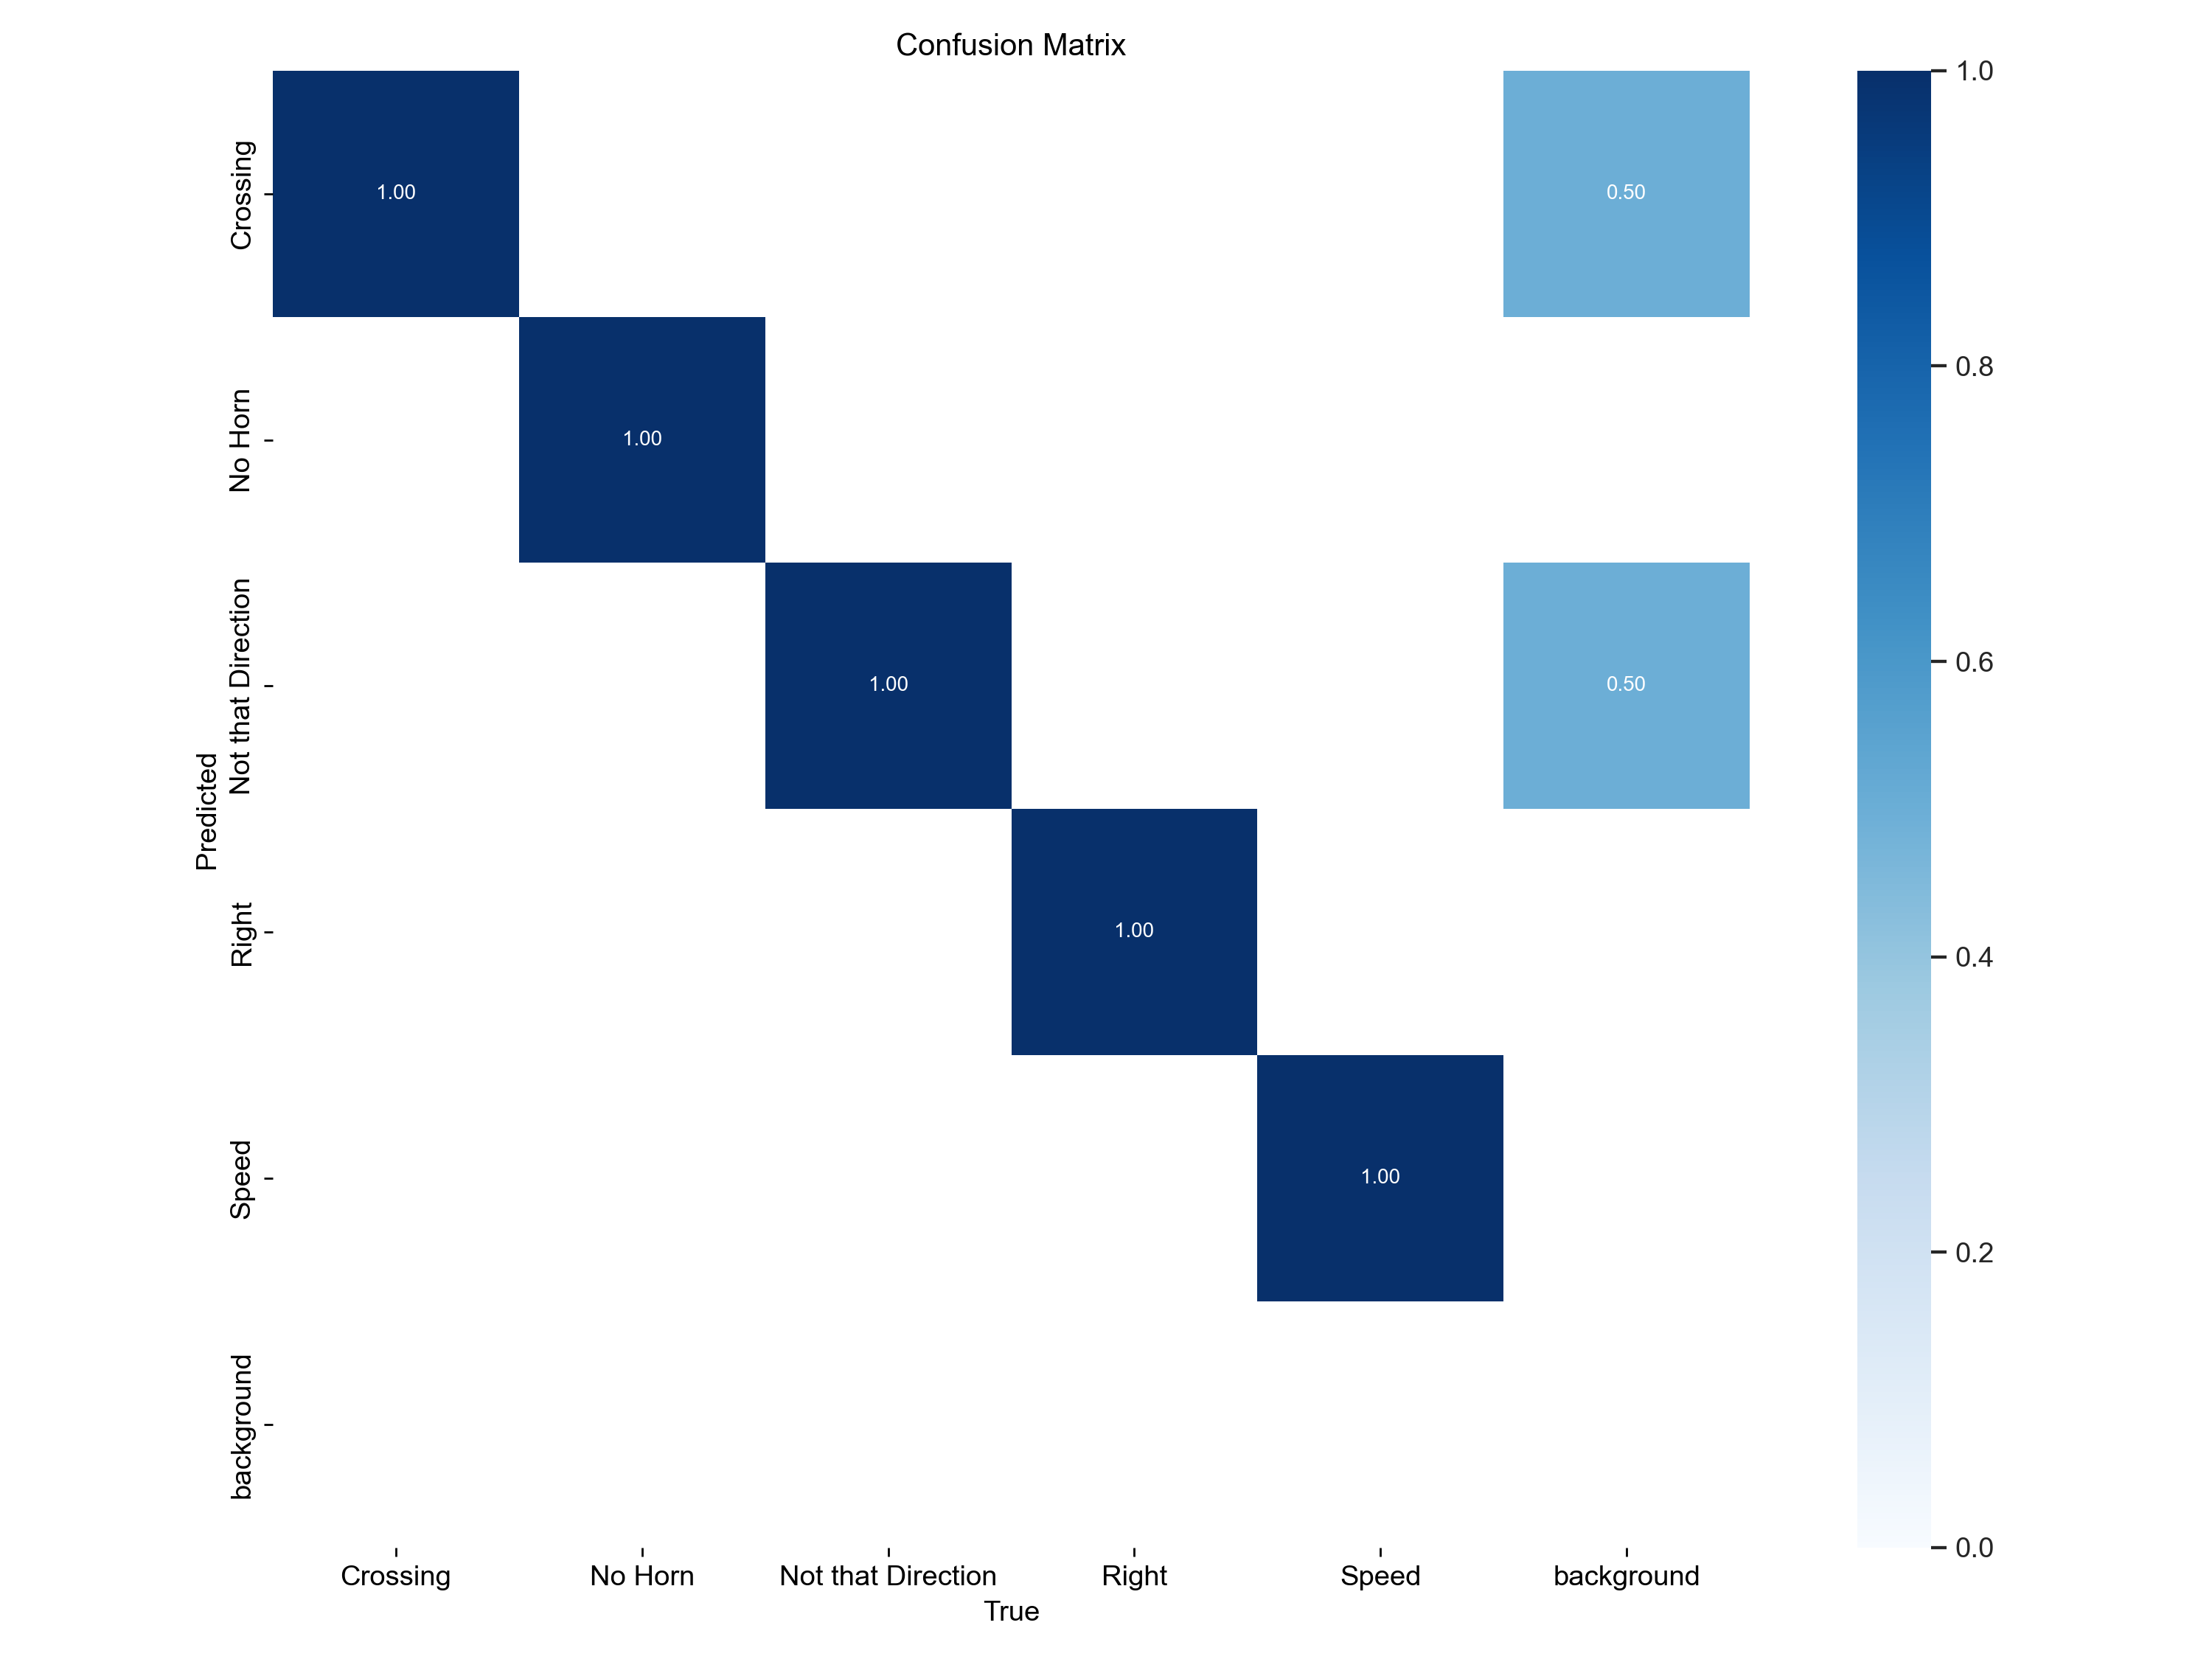 Confusion Matrix
Crossing
No Horn
Not that Direction
Right
Speed
background
Predicted
1.00
0.50
1.00
1.00
0.50
1.00
1.00
Crossing No Horn Not that Direction Right Speed background
True
1.0
0.8
0.6
0.4
0.2
0.0